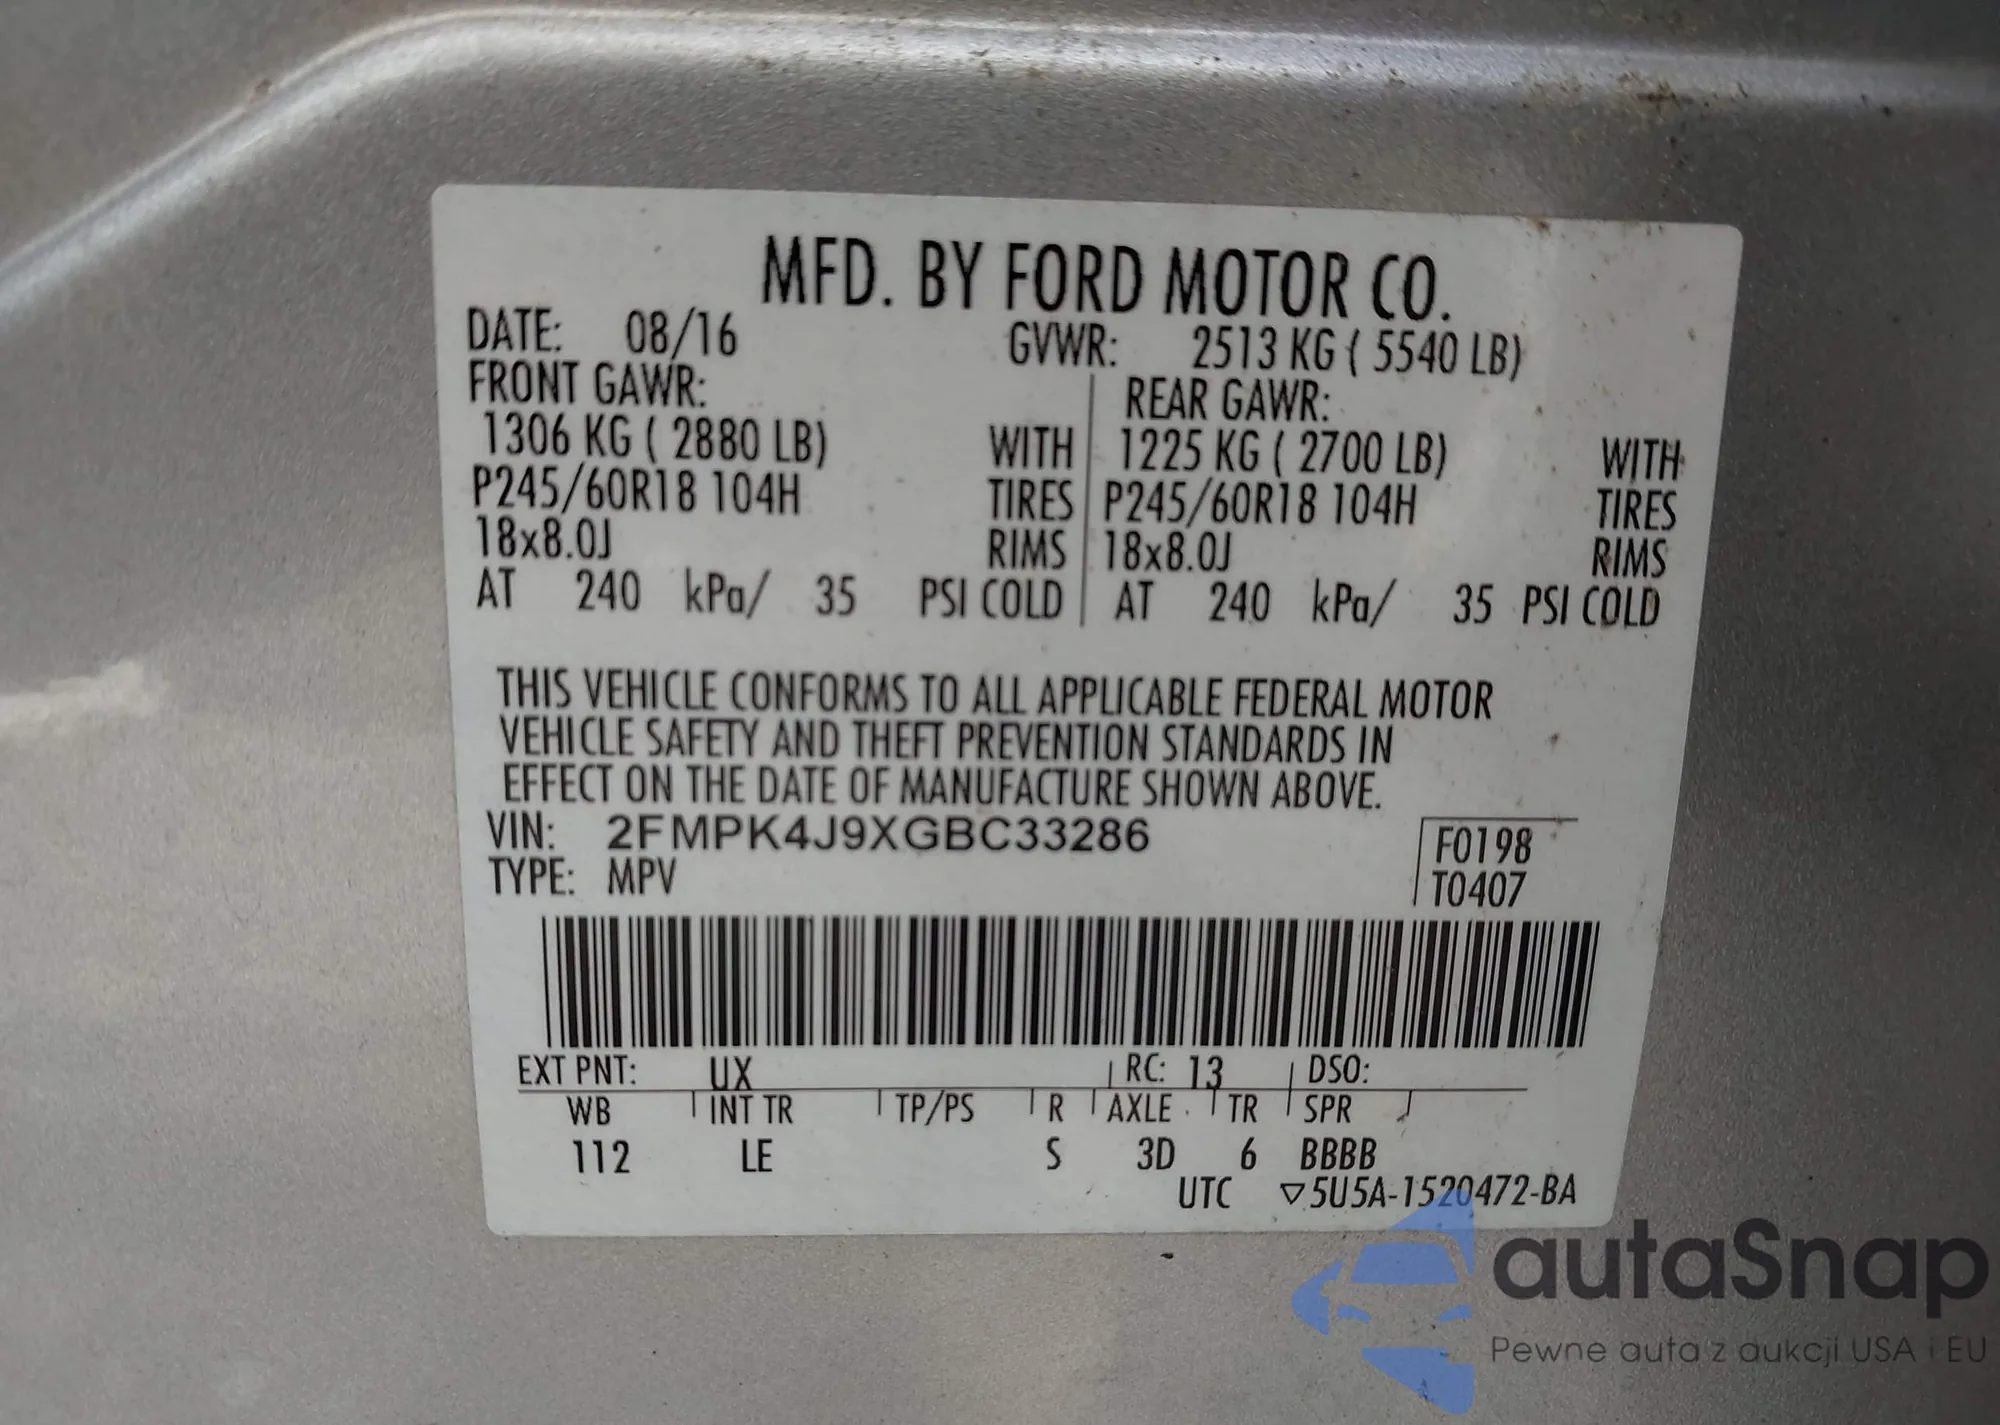 MFD. BY FORD MOTOR CO.
DATE: 08/16 GVWR: 2513 KG ( 5540 LB)
FRONT GAWR: REAR GAWR:
1306 KG ( 2880 LB) WITH 1225 KG ( 2700 LB) WITH
P245/60R18 104H TIRES P245/60R18 104H TIRES
18x8.0J RIMS 18x8.0J RIMS
AT 240 kPa/ 35 PSI COLD AT 240 kPa/ 35 PSI COLD
THIS VEHICLE CONFORMS TO ALL APPLICABLE FEDERAL MOTOR
VEHICLE SAFETY AND THEFT PREVENTION STANDARDS IN
EFFECT ON THE DATE OF MANUFACTURE SHOWN ABOVE.
VIN: 2FMPK4J9XGBC33286 F0198
TYPE: MPV T0407
EXT PNT: UX RC: 13 DSO:
WB INT TR TP/PS R AXLE TR SPR
112 LE S 3D 6 BBBB
UTC ▽5U5A-1520472-BA
autaSnap
Pewne auta z aukcji USA i EU